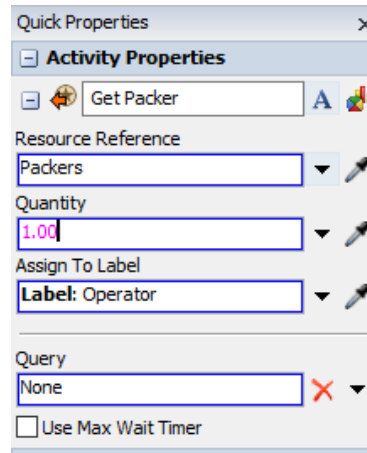 Quick Properties
Activity Properties
Get Packer A
Resource Reference
Packers
Quantity
1.00
Assign To Label
Label: Operator
Query
None
Use Max Wait Timer